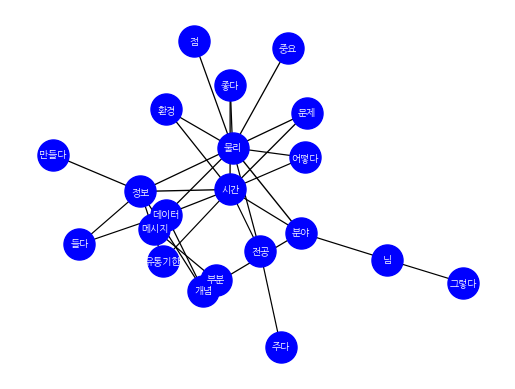 점
중요
좋다
환경
문제
물리
만들다
어떻다
정보
시간
데이터
메시지
분야
들다
전공
유통기한
님
부분
그렇다
개념
주다